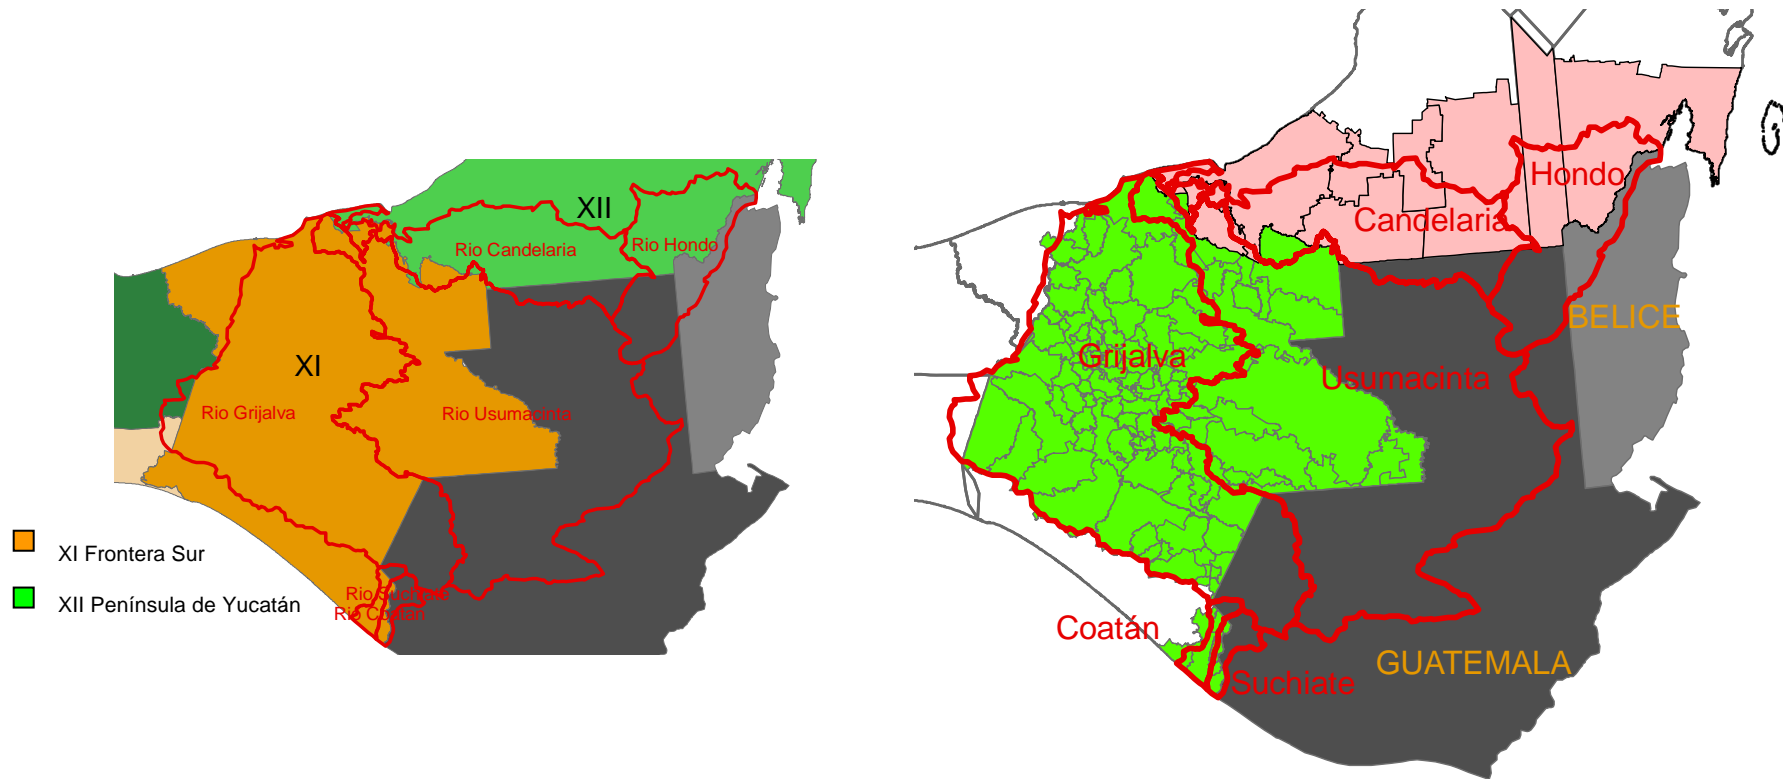 XII
Rio Candelaria
Rio Hondo
XI
Rio Grijalva
Rio Usumacinta
XI Frontera Sur
XII Península de Yucatán
Rio Suchiate
Rio Coatán
Hondo
Candelaria
BELICE
Grijalva
Usumacinta
Coatán
GUATEMALA
Suchiate